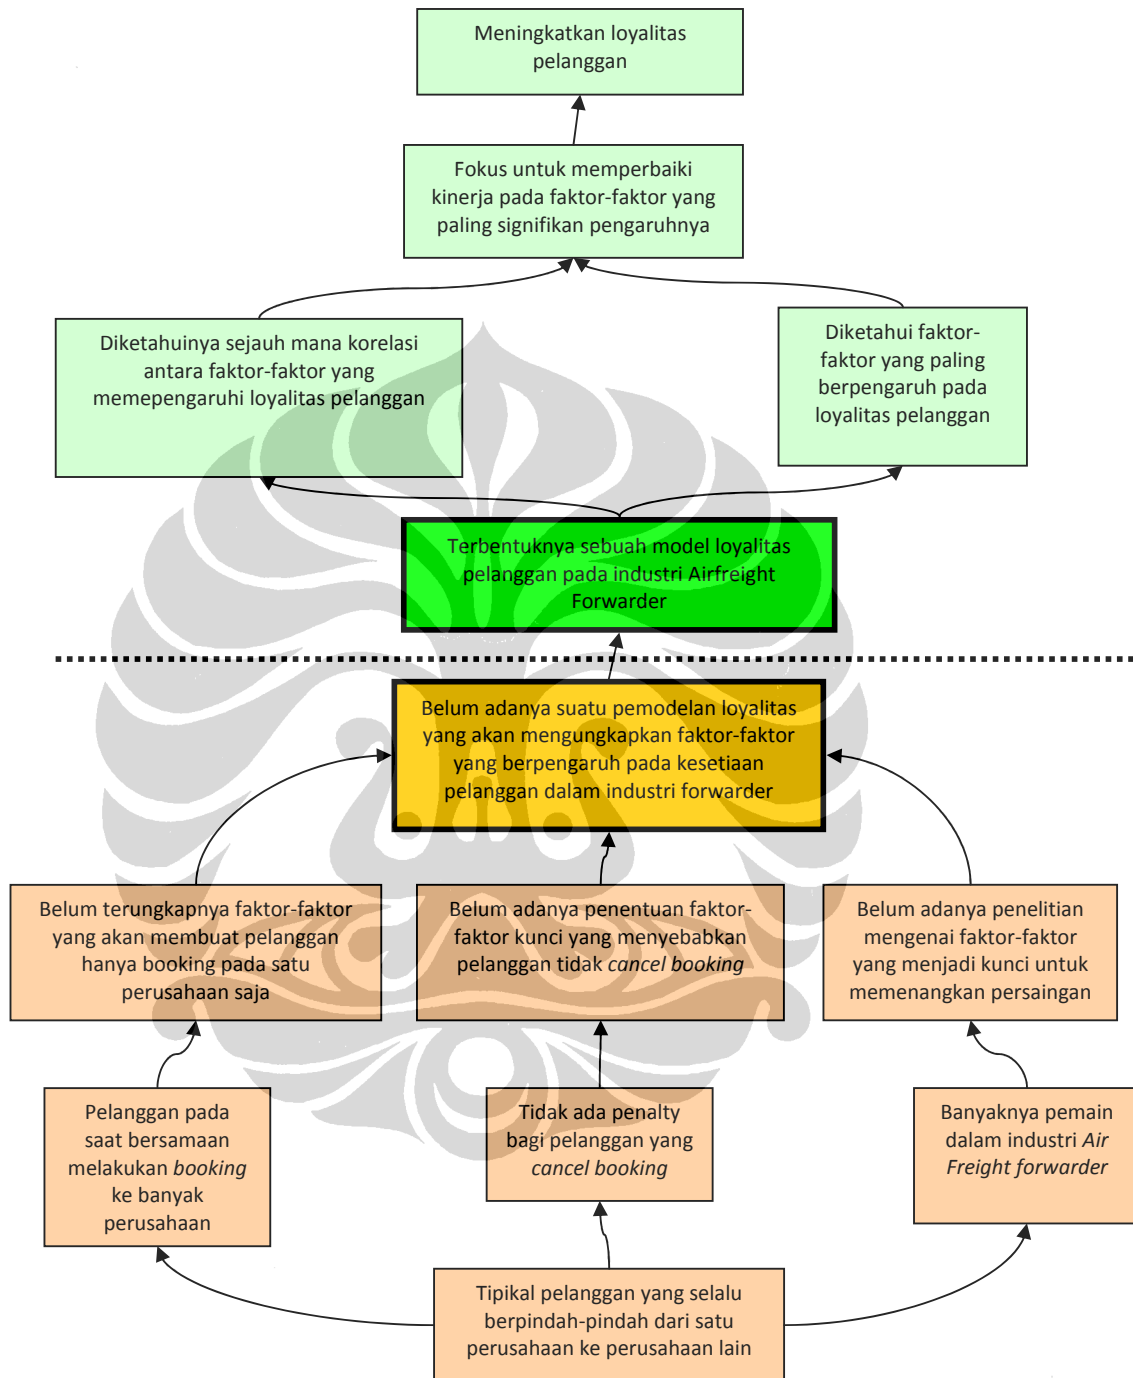 Meningkatkan loyalitas
pelanggan
Fokus untuk memperbaiki
kinerja pada faktor-faktor yang
paling signifikan pengaruhnya
Diketahuinya sejauh mana korelasi
antara faktor-faktor yang
memepengaruhi loyalitas pelanggan
Diketahui faktor-
faktor yang paling
berpengaruh pada
loyalitas pelanggan
Terbentuknya sebuah model loyalitas
pelanggan pada industri Airfreight
Forwarder
Belum adanya suatu pemodelan loyalitas
yang akan mengungkapkan faktor-faktor
yang berpengaruh pada kesetiaan
pelanggan dalam industri forwarder
Belum terungkapnya faktor-faktor
yang akan membuat pelanggan
hanya booking pada satu
perusahaan saja
Belum adanya penentuan faktor-
faktor kunci yang menyebabkan
pelanggan tidak cancel booking
Belum adanya penelitian
mengenai faktor-faktor
yang menjadi kunci untuk
memenangkan persaingan
Pelanggan pada
saat bersamaan
melakukan booking
ke banyak
perusahaan
Tidak ada penalty
bagi pelanggan yang
cancel booking
Banyaknya pemain
dalam industri Air
Freight forwarder
Tipikal pelanggan yang selalu
berpindah-pindah dari satu
perusahaan ke perusahaan lain